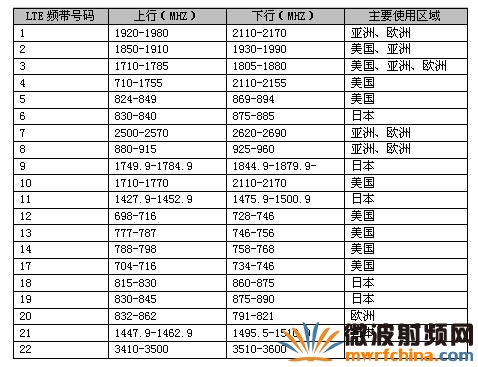 LTE 频带号码 上行（MHZ） 下行（MHZ） 主要使用区域
1 1920-1980 2110-2170 亚洲、欧洲
2 1850-1910 1930-1990 美国、亚洲
3 1710-1785 1805-1880 美国、亚洲、欧洲
4 710-1755 2110-2155 美国
5 824-849 869-894 美国
6 830-840 875-885 日本
7 2500-2570 2620-2690 亚洲、欧洲
8 880-915 925-960 亚洲、欧洲
9 1749.9-1784.9 1844.9-1879.9- 日本
10 1710-1770 2110-2170 美国
11 1427.9-1452.9 1475.9-1500.9 日本
12 698-716 728-746 美国
13 777-787 746-756 美国
14 788-798 758-768 美国
17 704-716 734-746 美国
18 815-830 860-875 日本
19 830-845 875-890 日本
20 832-862 791-821 欧洲
21 1447.9-1462.9 1495.5-1510.9
22 3410-3500 3510-3600
微波射频网
mwrfchina.com